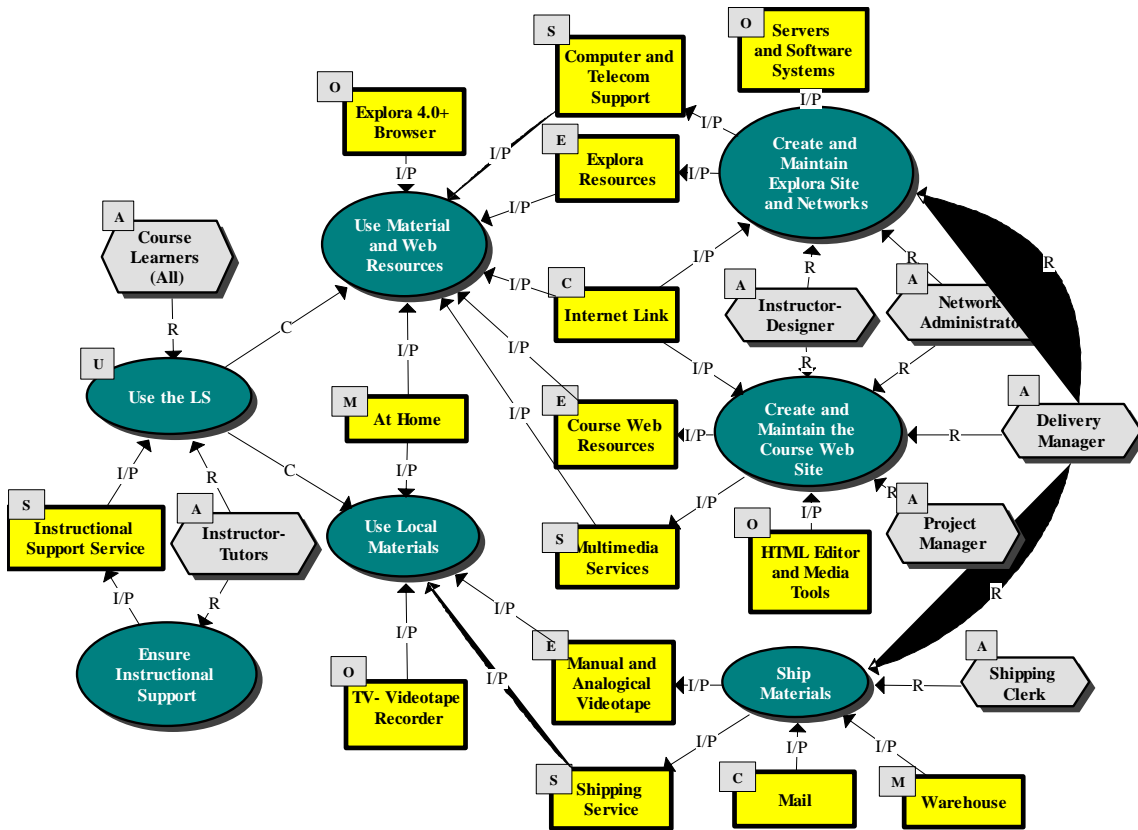 O
Servers
and Software
Systems
S
Computer and
Telecom
Support
O
Explora 4.0+
Browser
I/P
I/P
I/P
I/P
E
Explora
Resources
I/P
I/P
I/P
Create and
Maintain
Explora Site
and Networks
Use Material
and Web
Resources
A
Course
Learners
(All)
R
C
I/P
C
Internet Link
I/P
I/P
A
Instructor-
Designer
R
R
A
Network
Administrato
R
R
R
U
Use the LS
I/P
M
At Home
I/P
E
Course Web
Resources
I/P
I/P
I/P
Create and
Maintain the
Course Web
Site
R
A
Delivery
Manager
C
I/P
R
S
Instructional
Support Service
A
Instructor-
Tutors
Use Local
Materials
S
Multimedia
Services
I/P
I/P
O
HTML Editor
and Media
Tools
R
A
Project
Manager
R
I/P
R
Ensure
Instructional
Support
I/P
O
TV- Videotape
Recorder
I/P
I/P
E
Manual and
Analogical
Videotape
I/P
Ship
Materials
R
A
Shipping
Clerk
I/P
I/P
I/P
S
Shipping
Service
C
Mail
M
Warehouse